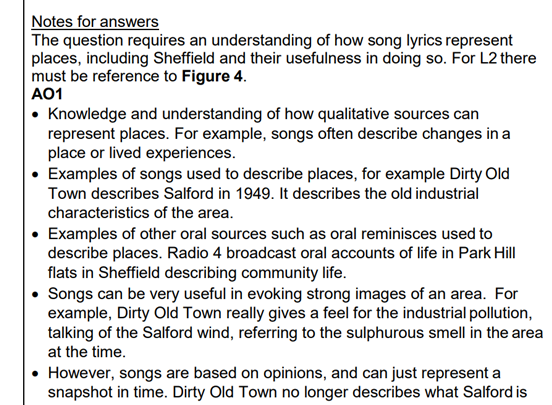 Notes for answers
The question requires an understanding of how song lyrics represent
places, including Sheffield and their usefulness in doing so. For L2 there
must be reference to Figure 4.
AO1
• Knowledge and understanding of how qualitative sources can
represent places. For example, songs often describe changes in a
place or lived experiences.
• Examples of songs used to describe places, for example Dirty Old
Town describes Salford in 1949. It describes the old industrial
characteristics of the area.
• Examples of other oral sources such as oral reminisces used to
describe places. Radio 4 broadcast oral accounts of life in Park Hill
flats in Sheffield describing community life.
• Songs can be very useful in evoking strong images of an area. For
example, Dirty Old Town really gives a feel for the industrial pollution,
talking of the Salford wind, referring to the sulphurous smell in the area
at the time.
• However, songs are based on opinions, and can just represent a
snapshot in time. Dirty Old Town no longer describes what Salford is